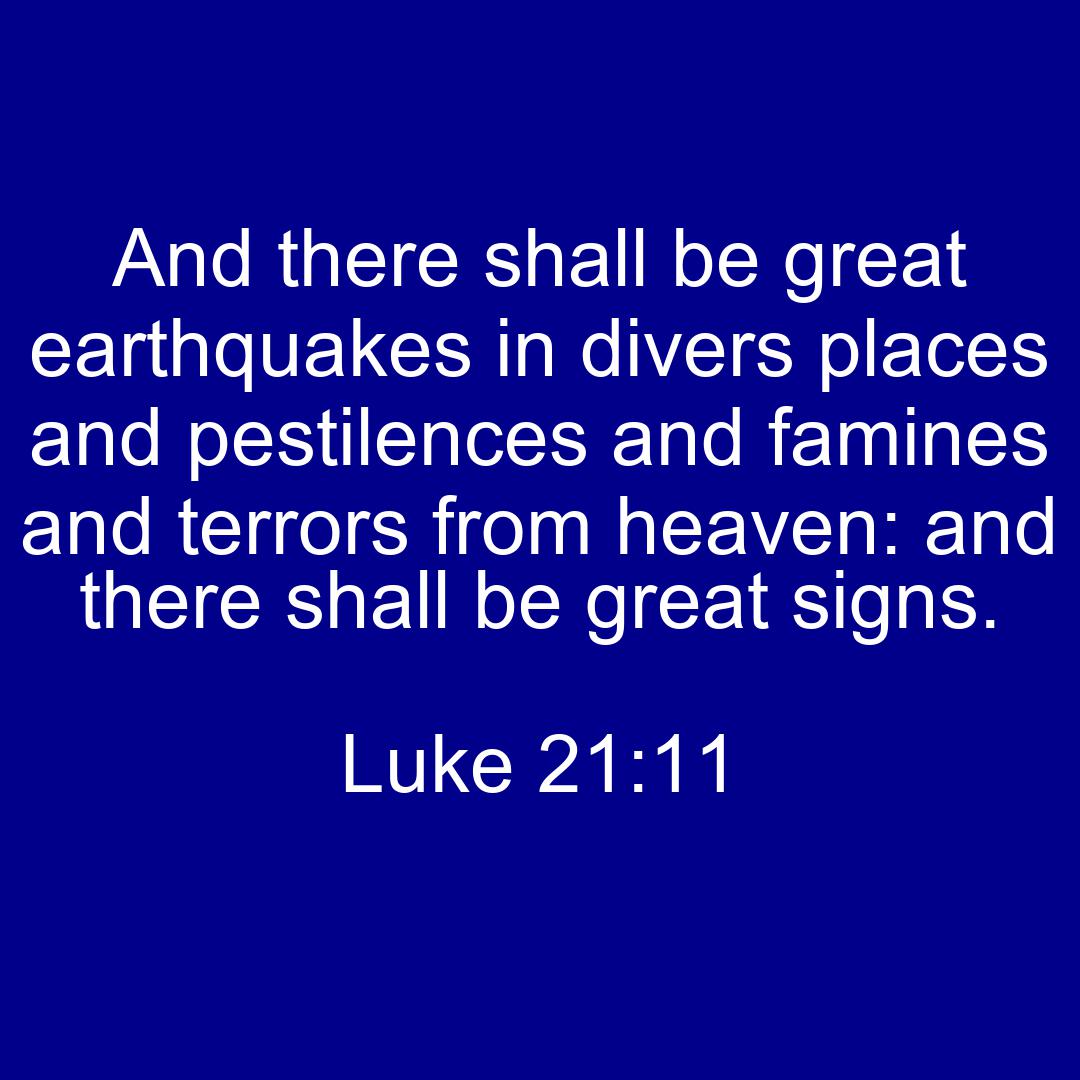 And there shall be great
earthquakes in divers places
and pestilences and famines
and terrors from heaven: and
there shall be great signs.
Luke 21:11